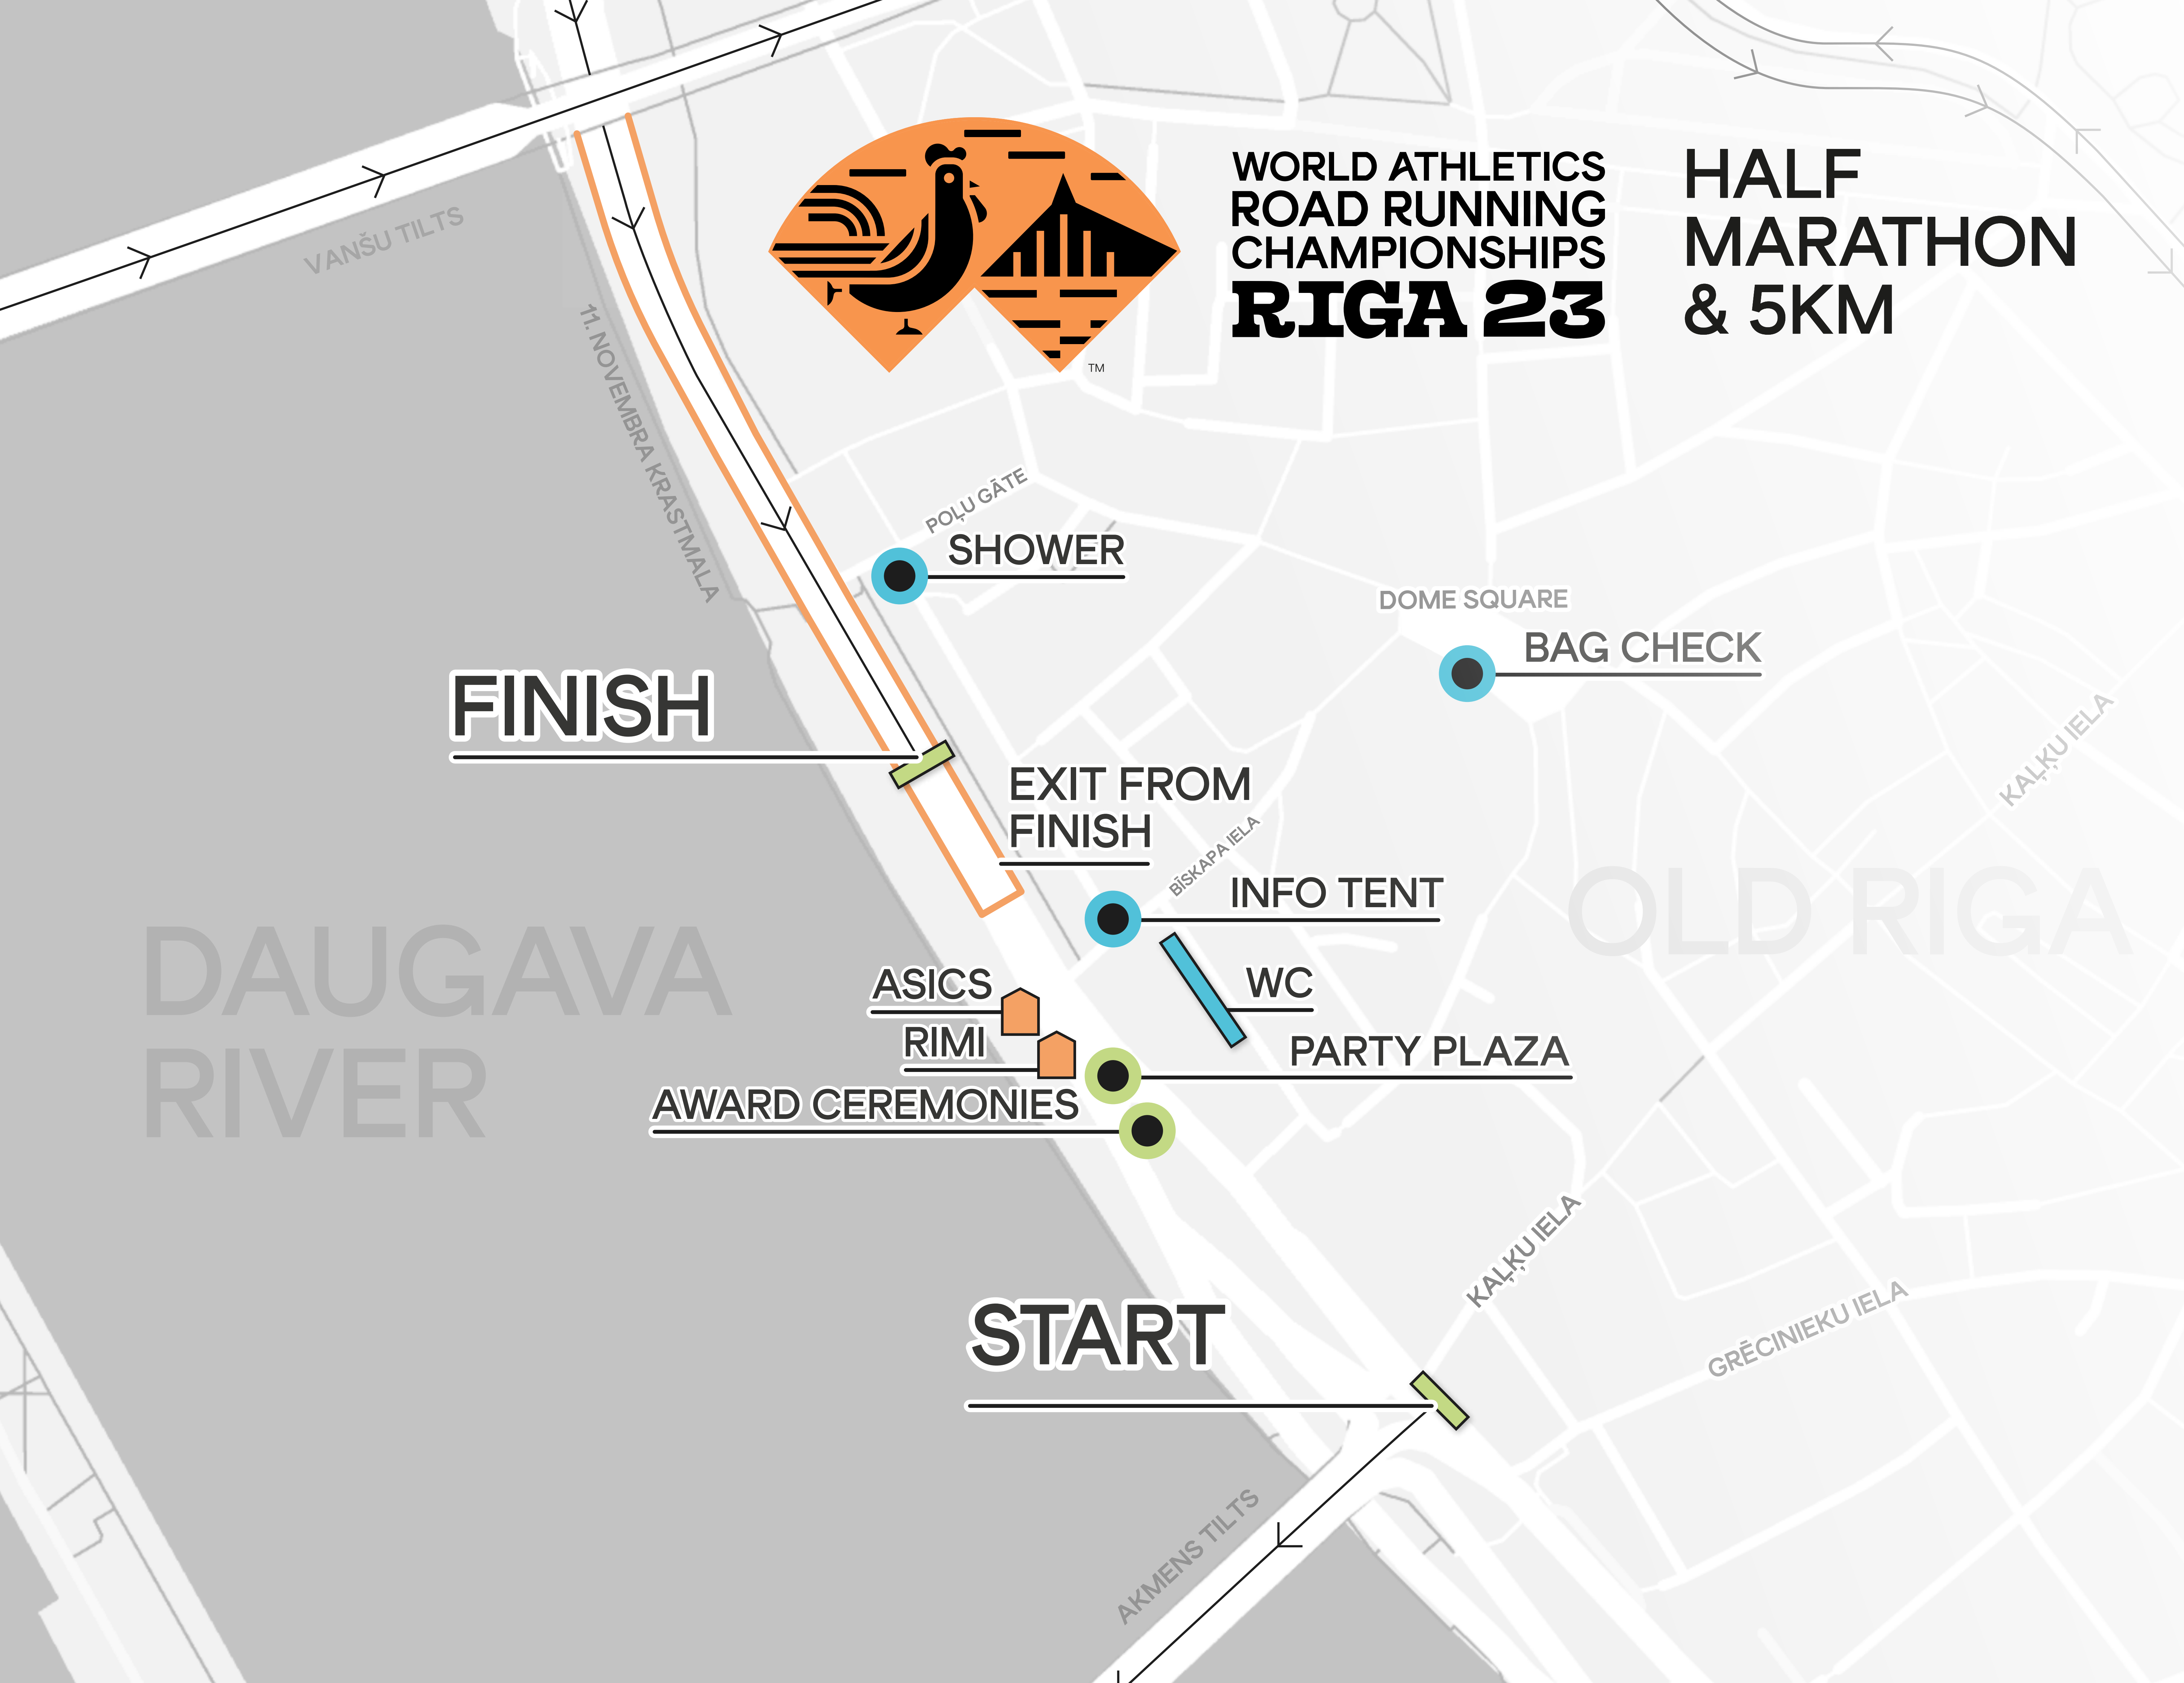 WORLD ATHLETICS
ROAD RUNNING
CHAMPIONSHIPS
RIGA 23
TM
HALF
MARATHON
& 5KM
VANŠU TILTS
11. NOVEMBRA KRASTMALA
POĻU GĀTE
SHOWER
DOME SQUARE
BAG CHECK
FINISH
KAĻĶU IELA
EXIT FROM
FINISH
BĪSKAPA IELA
INFO TENT
OLD RIGA
DAUGAVA
RIVER
ASICS
WC
RIMI
PARTY PLAZA
AWARD CEREMONIES
KAĻĶU IELA
START
GRĒCINIEKU IELA
AKMENS TILTS